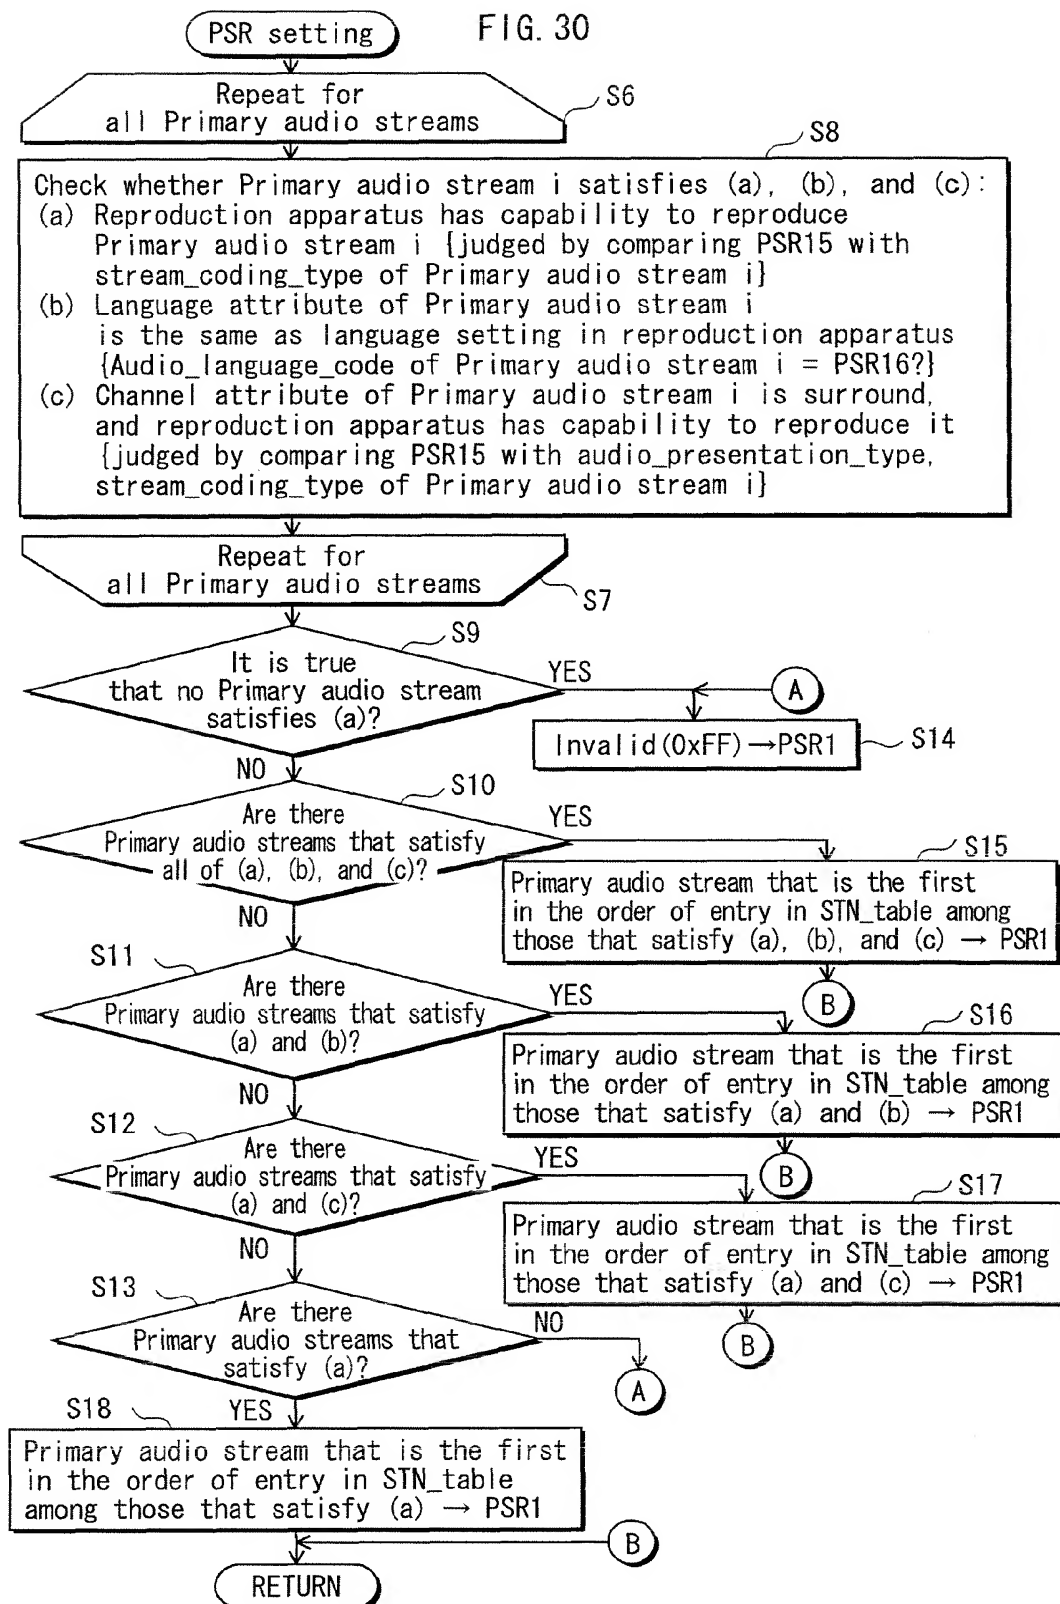 FIG. 30
PSR setting
Repeat for
all Primary audio streams
S6
S8
Check whether Primary audio stream i satisfies (a), (b), and (c):
(a) Reproduction apparatus has capability to reproduce
Primary audio stream i {judged by comparing PSR15 with
stream_coding_type of Primary audio stream i}
(b) Language attribute of Primary audio stream i
is the same as language setting in reproduction apparatus
{Audio_language_code of Primary audio stream i = PSR16?}
(c) Channel attribute of Primary audio stream i is surround,
and reproduction apparatus has capability to reproduce it
{judged by comparing PSR15 with audio_presentation_type,
stream_coding_type of Primary audio stream i}
Repeat for
all Primary audio streams
S7
S9
It is true
that no Primary audio stream
satisfies (a)?
YES
A
Invalid(0xFF)→PSR1
S14
NO
S10
Are there
Primary audio streams that satisfy
all of (a), (b), and (c)?
YES
S15
Primary audio stream that is the first
in the order of entry in STN_table among
those that satisfy (a), (b), and (c) → PSR1
B
NO
S11
Are there
Primary audio streams that satisfy
(a) and (b)?
YES
S16
Primary audio stream that is the first
in the order of entry in STN_table among
those that satisfy (a) and (b) → PSR1
B
NO
S12
Are there
Primary audio streams that satisfy
(a) and (c)?
YES
S17
Primary audio stream that is the first
in the order of entry in STN_table among
those that satisfy (a) and (c) → PSR1
B
NO
S13
Are there
Primary audio streams that
satisfy (a)?
NO
A
YES
S18
Primary audio stream that is the first
in the order of entry in STN_table
among those that satisfy (a) → PSR1
B
RETURN